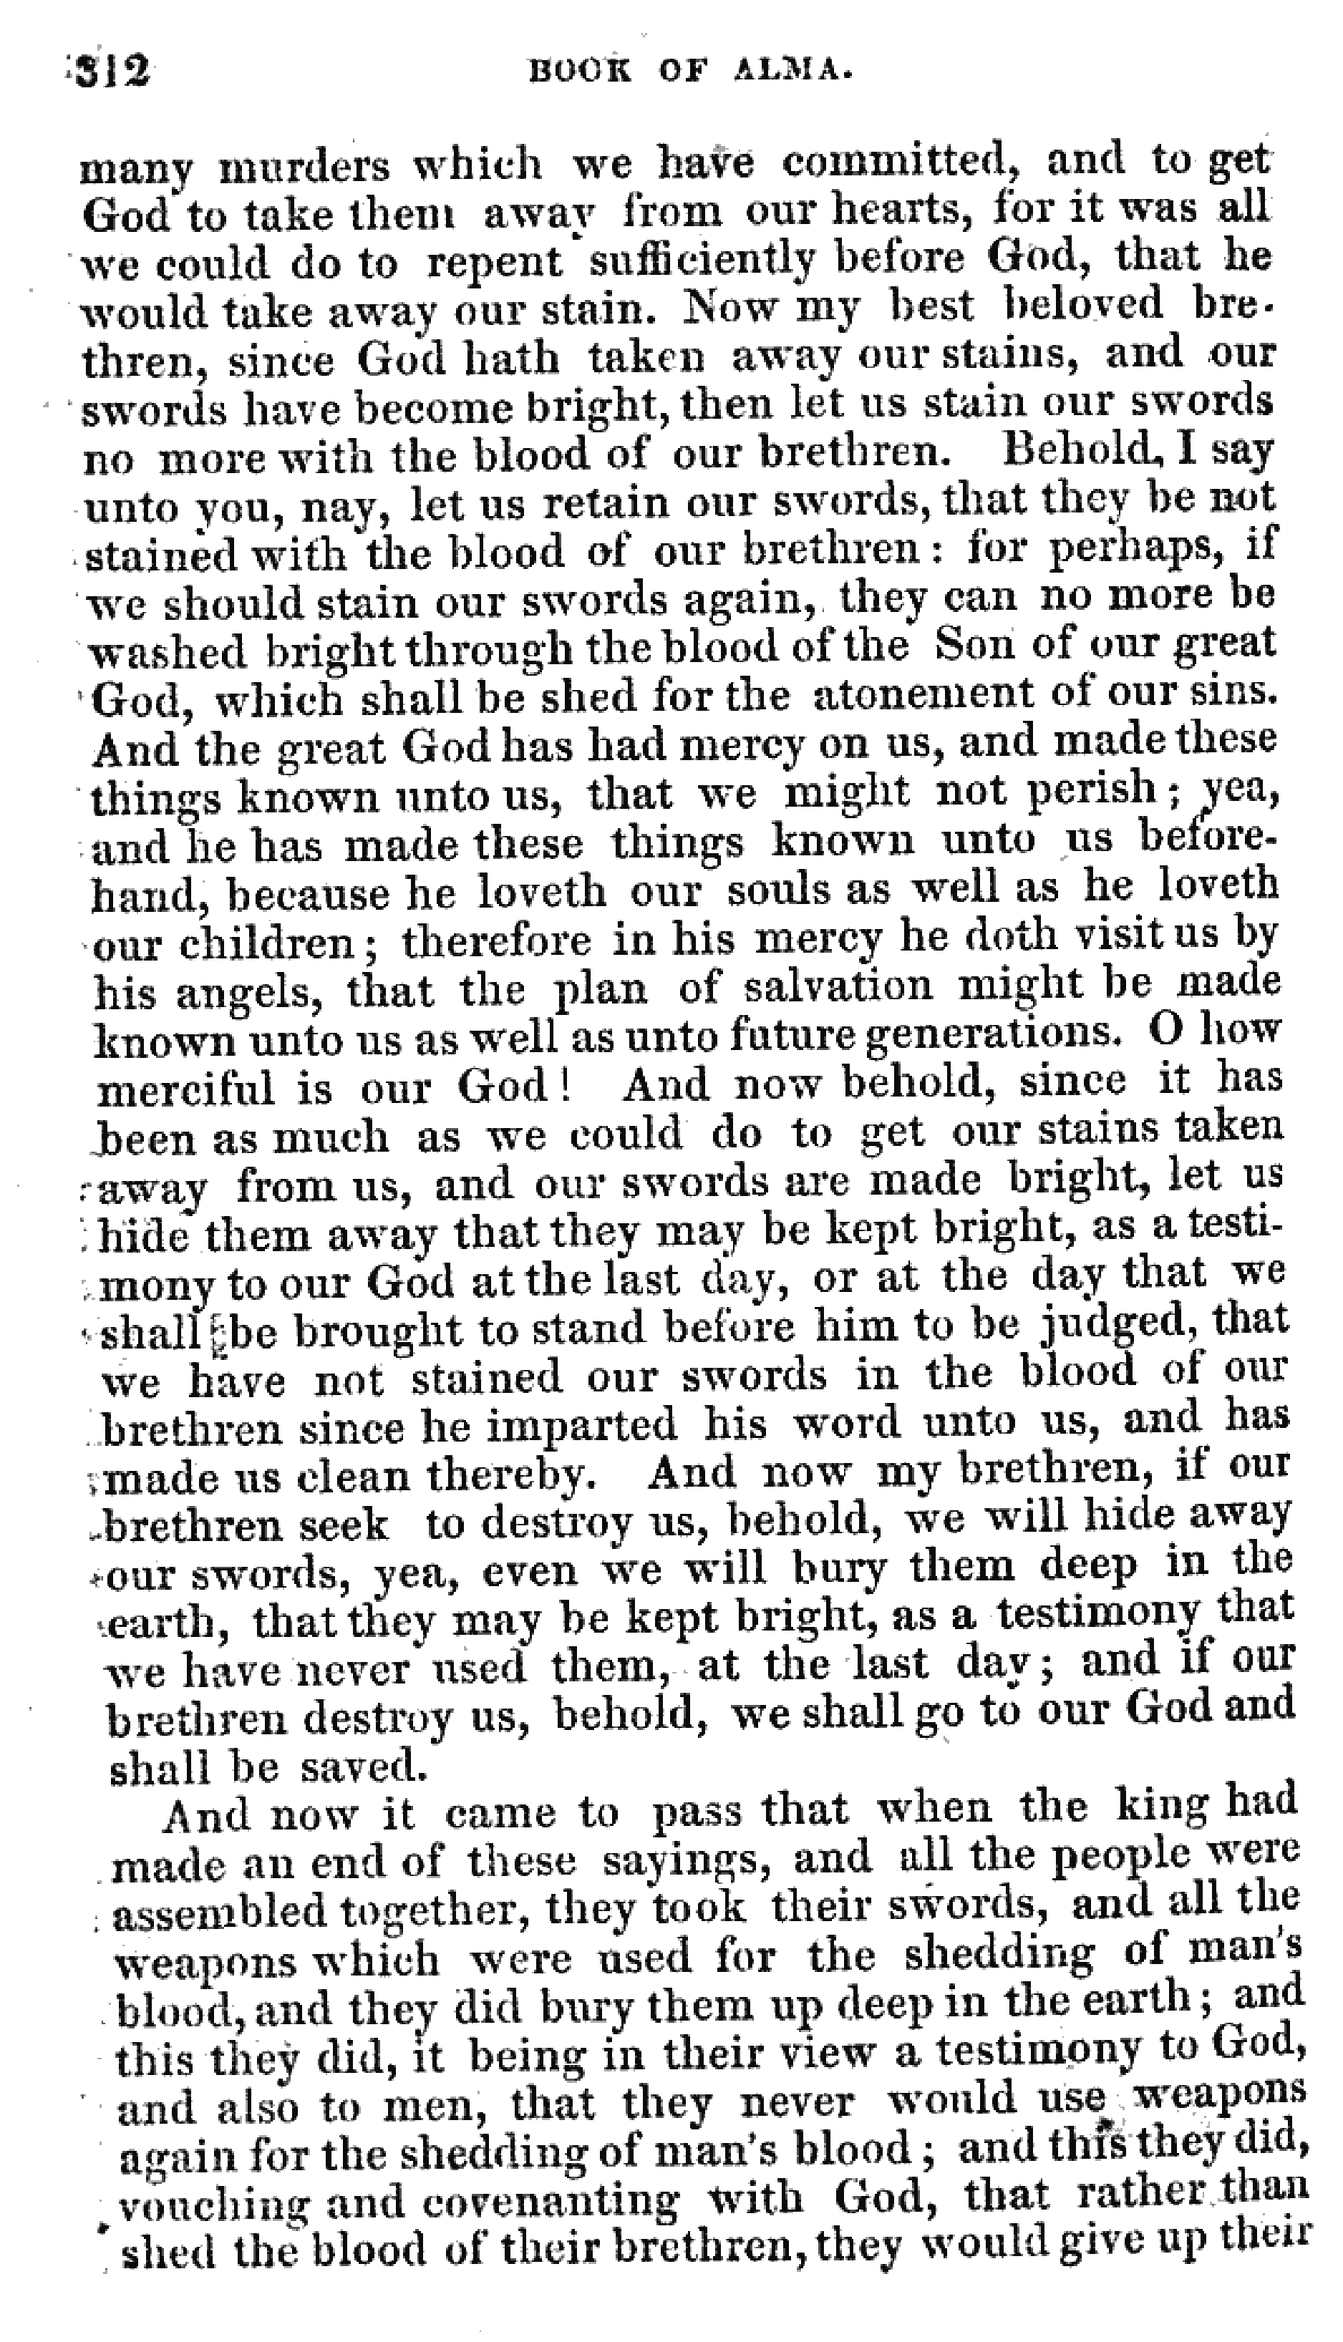 312 BOOK OF ALMA.
many murders which we have committed, and to get
God to take them away from our hearts, for it was all
we could do to repent sufficiently before God, that he
would take away our stain. Now my best beloved bre-
thren, since God hath taken away our stains, and our
swords have become bright, then let us stain our swords
no more with the blood of our brethren. Behold, I say
unto you, nay, let us retain our swords, that they be not
stained with the blood of our brethren: for perhaps, if
we should stain our swords again, they can no more be
washed bright through the blood of the Son of our great
God, which shall be shed for the atonement of our sins.
And the great God has had mercy on us, and made these
things known unto us, that we might not perish; yea,
and he has made these things known unto us before-
hand, because he loveth our souls as well as he loveth
our children; therefore in his mercy he doth visit us by
his angels, that the plan of salvation might be made
known unto us as well as unto future generations. O how
merciful is our God! And now behold, since it has
been as much as we could do to get our stains taken
away from us, and our swords are made bright, let us
hide them away that they may be kept bright, as a testi-
mony to our God at the last day, or at the day that we
shall be brought to stand before him to be judged, that
we have not stained our swords in the blood of our
brethren since he imparted his word unto us, and has
made us clean thereby. And now my brethren, if our
brethren seek to destroy us, behold, we will hide away
our swords, yea, even we will bury them deep in the
earth, that they may be kept bright, as a testimony that
we have never used them, at the last day; and if our
brethren destroy us, behold, we shall go to our God and
shall be saved.
And now it came to pass that when the king had
made an end of these sayings, and all the people were
assembled together, they took their swords, and all the
weapons which were used for the shedding of man's
blood, and they did bury them up deep in the earth; and
this they did, it being in their view a testimony to God,
and also to men, that they never would use weapons
again for the shedding of man's blood; and this they did,
vouching and covenanting with God, that rather than
shed the blood of their brethren, they would give up their